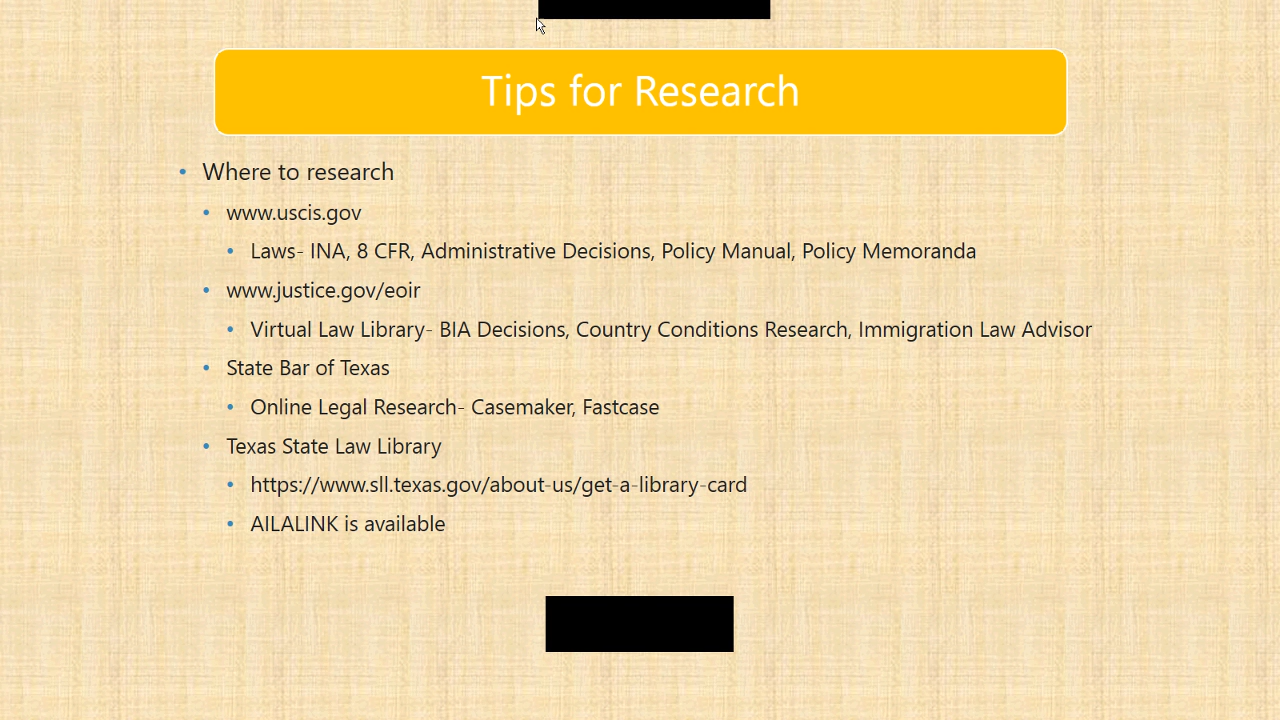 Tips for Research
Where to research
www.uscis.gov
Laws- INA, 8 CFR, Administrative Decisions, Policy Manual, Policy Memoranda
www.justice.gov/eoir
Virtual Law Library- BIA Decisions, Country Conditions Research, Immigration Law Advisor
State Bar of Texas
Online Legal Research- Casemaker, Fastcase
Texas State Law Library
https://www.sll.texas.gov/about-us/get-a-library-card
AILALINK is available